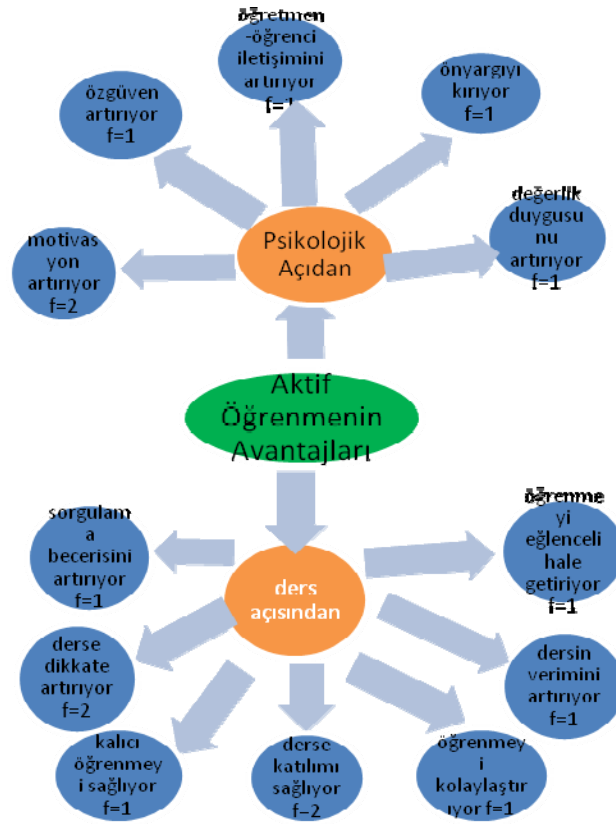 öğretmen
-öğrenci
iletişimini
artırıyor
özgüven
artırıyor
f=1
önyargıyı
kırıyor
f=1
motivas
yon
artırıyor
f=2
Psikolojik
Açıdan
değerlik
duygusu
nu artırıyor
f=1
Aktif
Öğrenmenin
Avantajları
sorgulam
a becerisini
artırıyor
f=1
öğrenme
yi
eğlenceli
hale
getiriyor
f=1
ders
açısından
derse
dikkate
artırıyor
f=2
dersin
verimini
artırıyor
f=1
kalıcı
öğrenmey
i sağlıyor
f=1
derse
katılımı
sağlıyor
f=2
öğrenmey
i
kolaylaştır
ıyor f=1